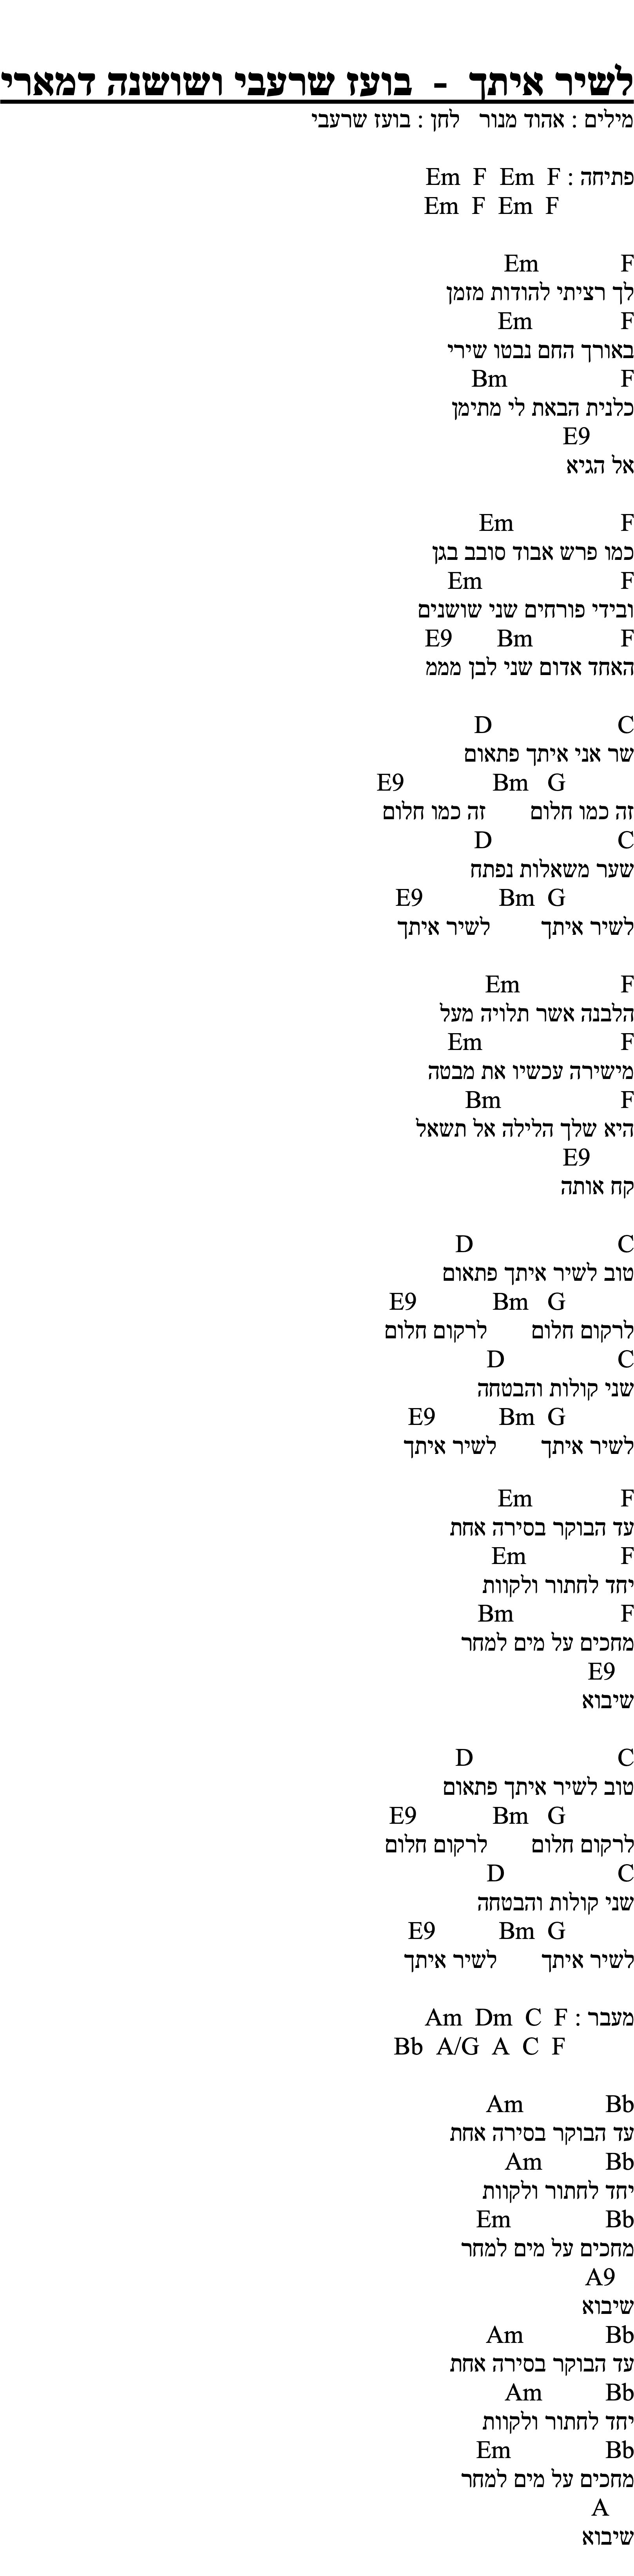 לשיר איתך - בועז שרעבי ושושנה דמארי
מילים : אהוד מנור לחן : בועז שרעבי
פתיחה : Em F Em F
Em F Em F
Em F
לך רציתי להודות מזמן
Em F
באורך החם נבטו שירי
Bm F
כלנית הבאת לי מתימן
E9
אל הגיא
Em F
כמו פרש אבוד סובב בגן
Em F
ובידי פורחים שני שושנים
E9 Bm F
האחד אדום שני לבן מממ
D C
שר אני איתך פתאום
E9 Bm G
זה כמו חלום זה כמו חלום
D C
שער משאלות נפתח
E9 Bm G
לשיר איתך לשיר איתך
Em F
הלבנה אשר תלויה מעל
Em F
מישירה עכשיו את מבטה
Bm F
היא שלך הלילה אל תשאל
E9
קח אותה
D C
טוב לשיר איתך פתאום
E9 Bm G
לרקום חלום לרקום חלום
D C
שני קולות והבטחה
E9 Bm G
לשיר איתך לשיר איתך
Em F
עד הבוקר בסירה אחת
Em F
יחד לחתור ולקוות
Bm F
מחכים על מים למחר
E9
שיבוא
D C
טוב לשיר איתך פתאום
E9 Bm G
לרקום חלום לרקום חלום
D C
שני קולות והבטחה
E9 Bm G
לשיר איתך לשיר איתך
מעבר : Am Dm C F
Bb A/G A C F
Am Bb
עד הבוקר בסירה אחת
Am Bb
יחד לחתור ולקוות
Em Bb
מחכים על מים למחר
A9
שיבוא
Am Bb
עד הבוקר בסירה אחת
Am Bb
יחד לחתור ולקוות
Em Bb
מחכים על מים למחר
A
שיבוא